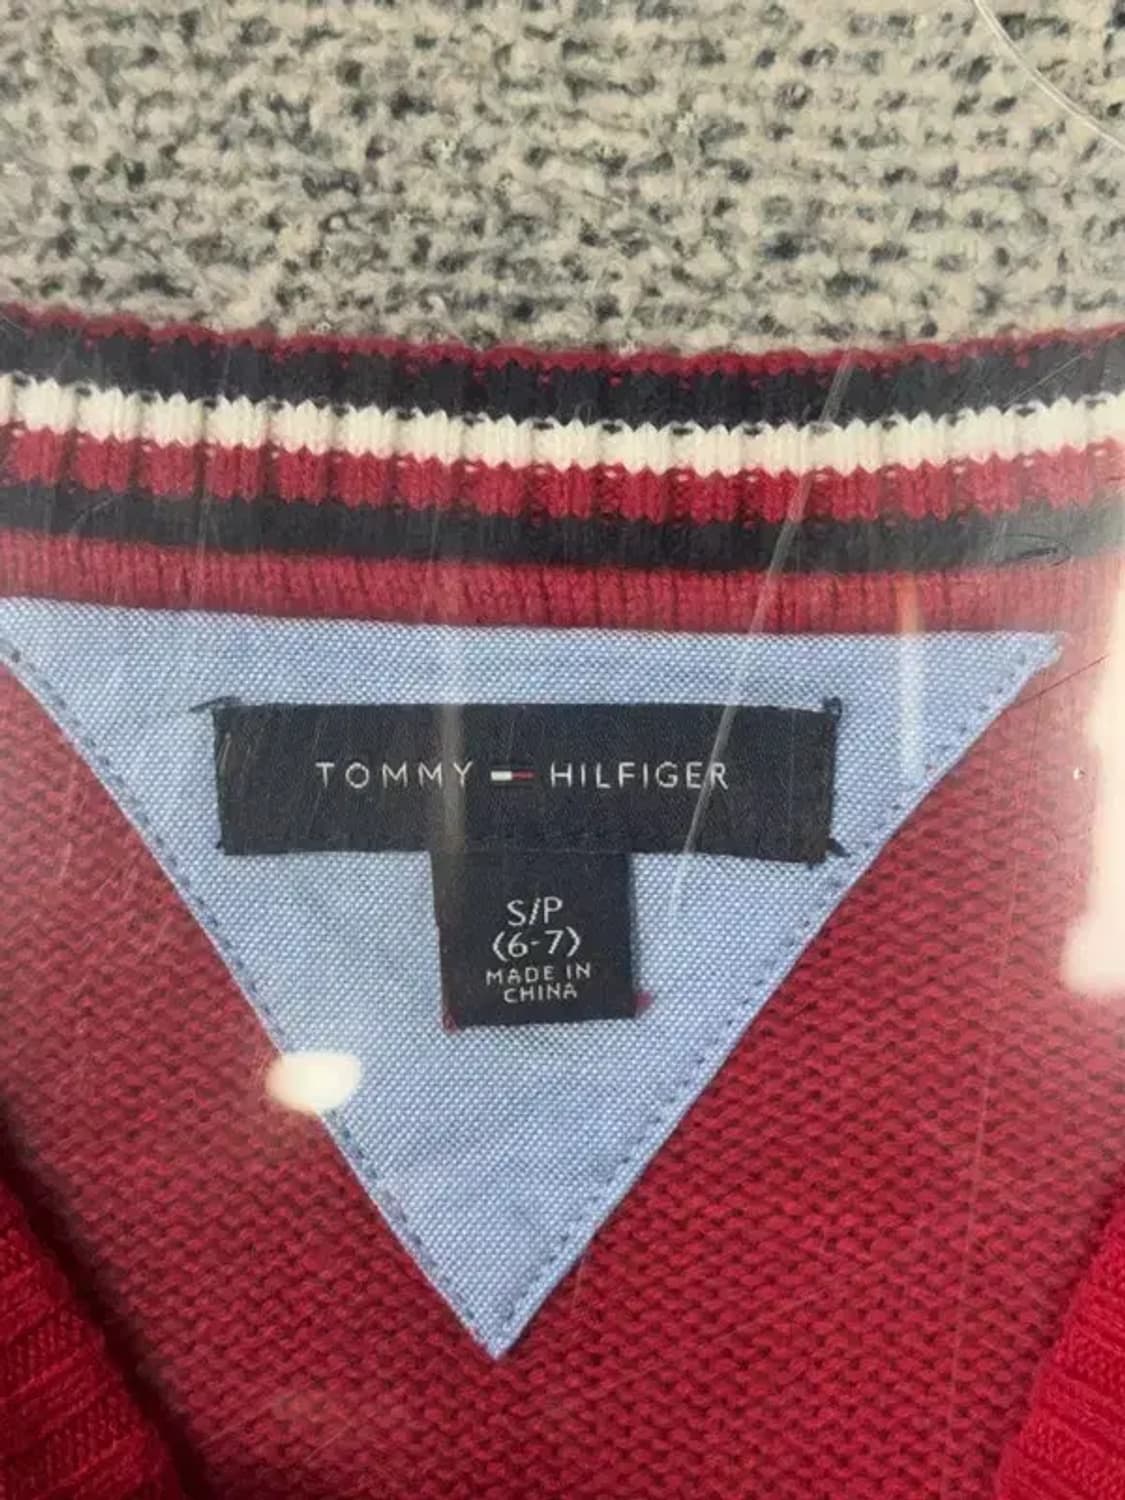 TOMMY HILFIGER
S/P
(6-7)
MADE IN
CHINA